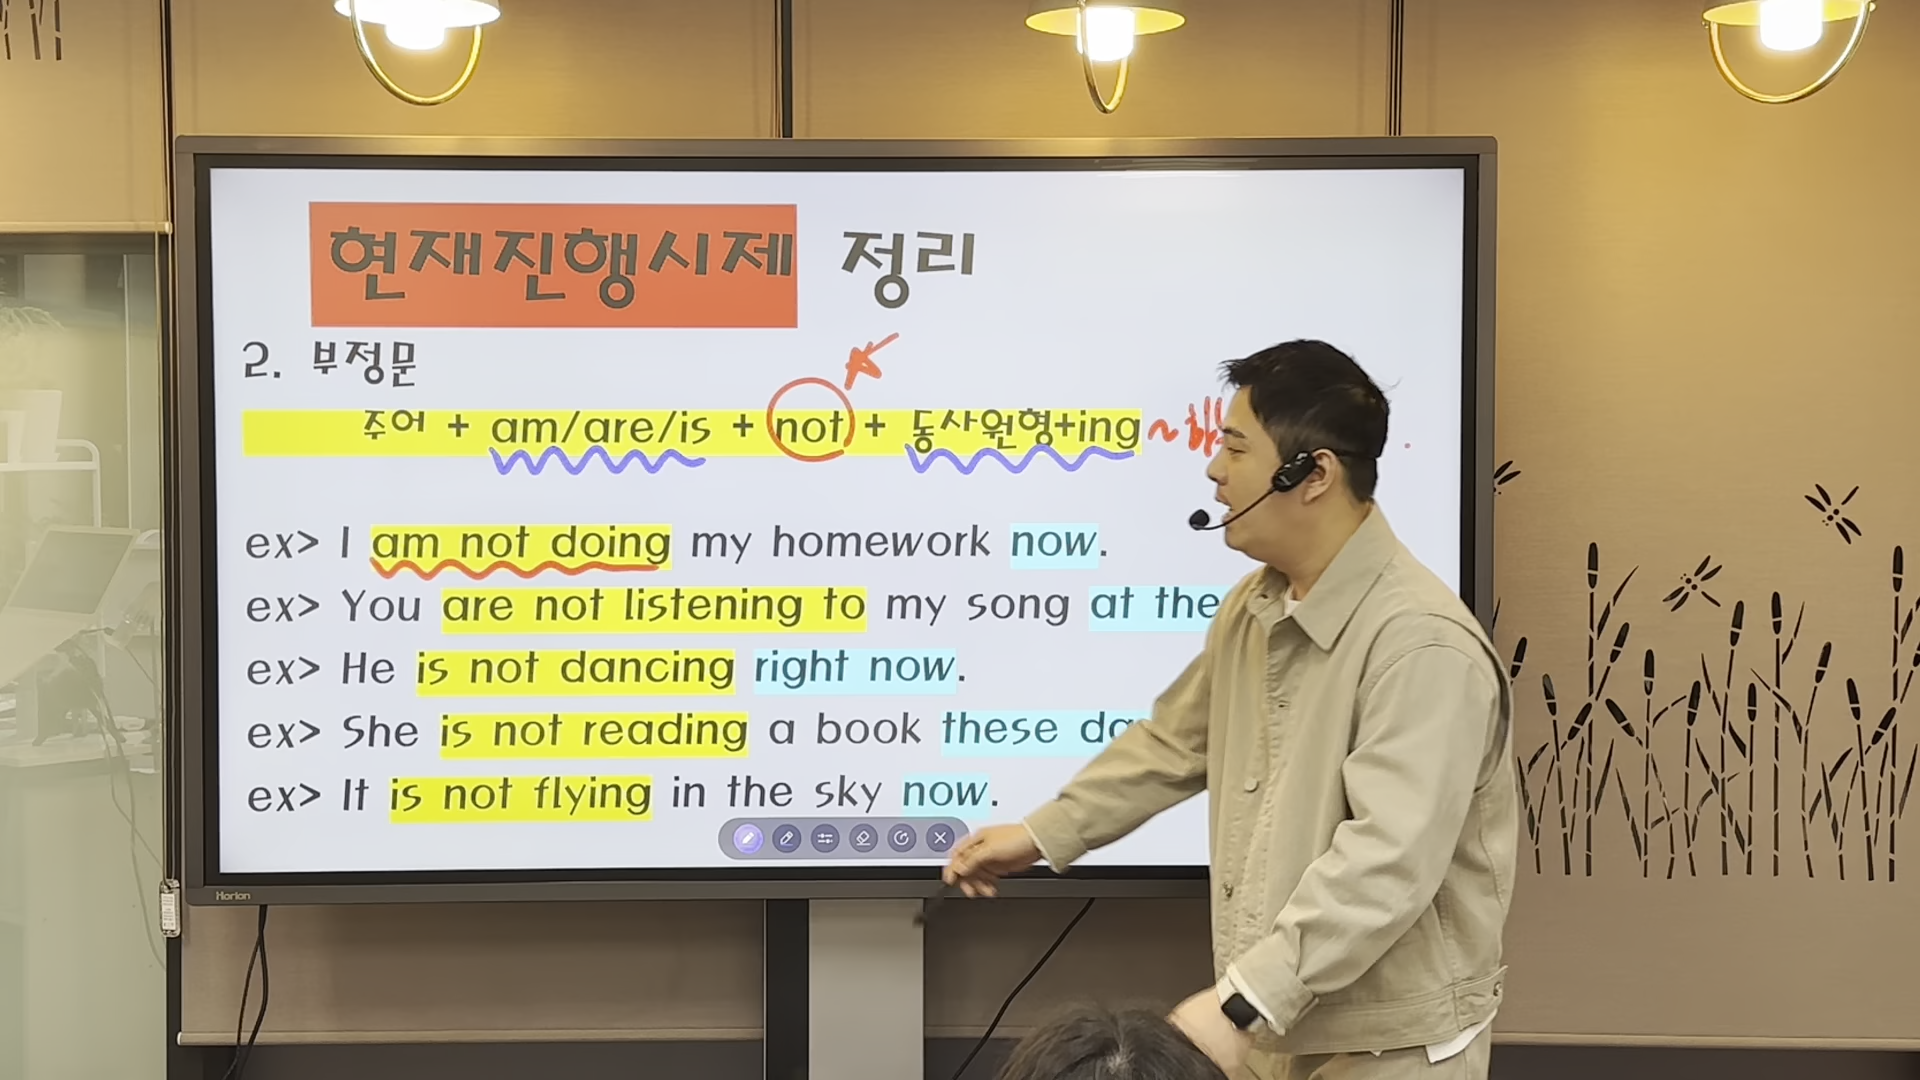 현재진행시제 정리
2. 부정문
주어 + am/are/is + not + 동사원형+ing ~
ex> I am not doing my homework now.
ex> You are not listening to my song at the
ex> He is not dancing right now.
ex> She is not reading a book these
ex> It is not flying in the sky now.
Horion